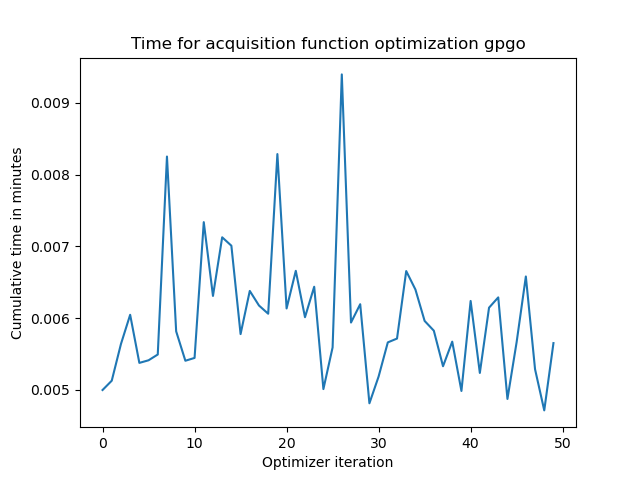 Time for acquisition function optimization gpgo
Cumulative time in minutes
0.009
0.008
0.007
0.006
0.005
0 10 20 30 40 50
Optimizer iteration